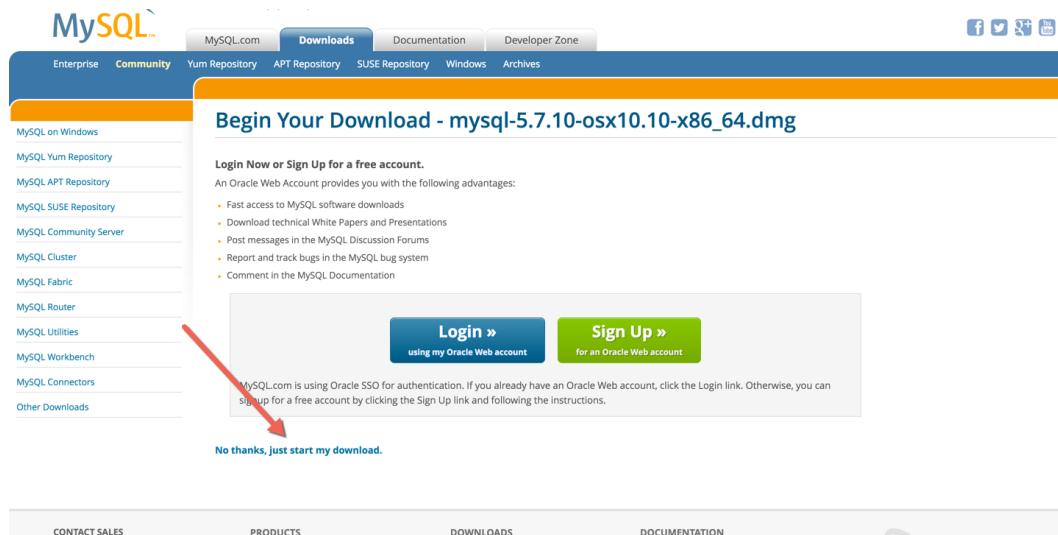 MySQL™
MySQL.com Downloads Documentation Developer Zone
Enterprise Community Yum Repository APT Repository SUSE Repository Windows Archives
MySQL on Windows
MySQL Yum Repository
MySQL APT Repository
MySQL SUSE Repository
MySQL Community Server
MySQL Cluster
MySQL Fabric
MySQL Router
MySQL Utilities
MySQL Workbench
MySQL Connectors
Other Downloads
Begin Your Download - mysql-5.7.10-osx10.10-x86_64.dmg
Login Now or Sign Up for a free account.
An Oracle Web Account provides you with the following advantages:
Fast access to MySQL software downloads
Download technical White Papers and Presentations
Post messages in the MySQL Discussion Forums
Report and track bugs in the MySQL bug system
Comment in the MySQL Documentation
Login »
using my Oracle Web account
Sign Up »
for an Oracle Web account
MySQL.com is using Oracle SSO for authentication. If you already have an Oracle Web account, click the Login link. Otherwise, you can
signup for a free account by clicking the Sign Up link and following the instructions.
No thanks, just start my download.
CONTACT SALES PRODUCTS DOWNLOADS DOCUMENTATION